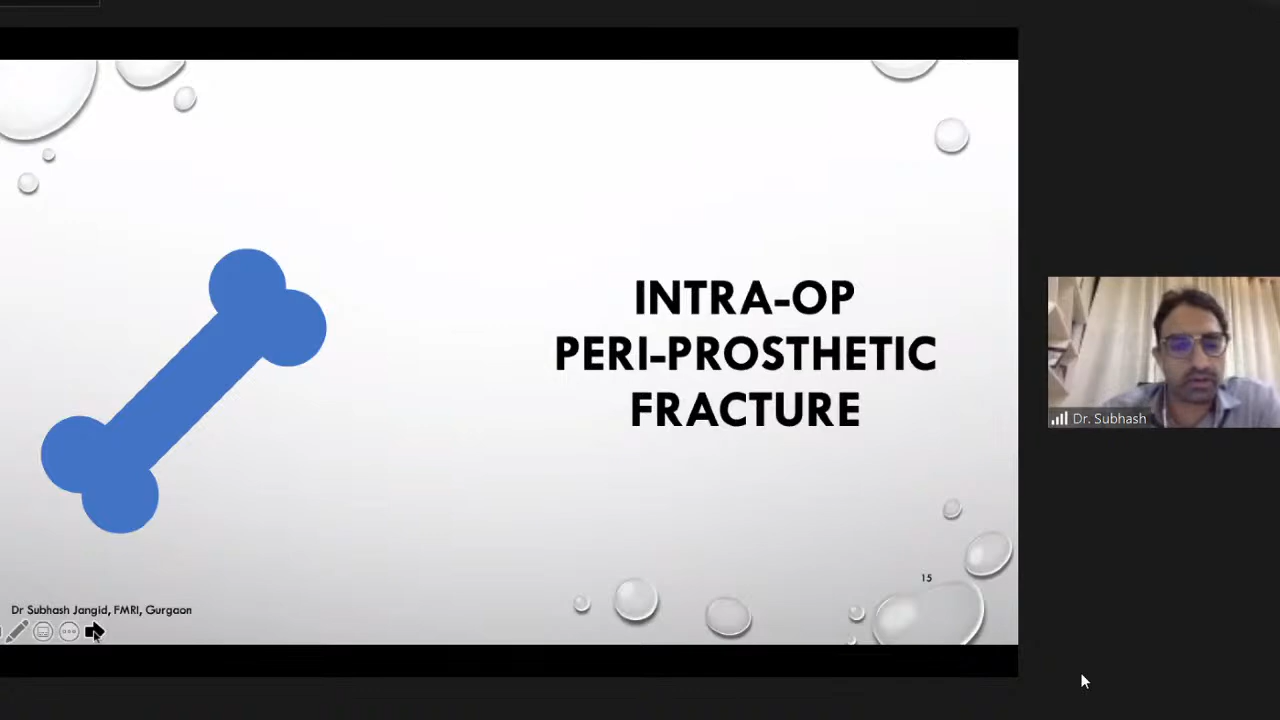 INTRA-OP
PERI-PROSTHETIC
FRACTURE
15
Dr Subhash Jangid, FMRI, Gurgaon
Dr. Subhash